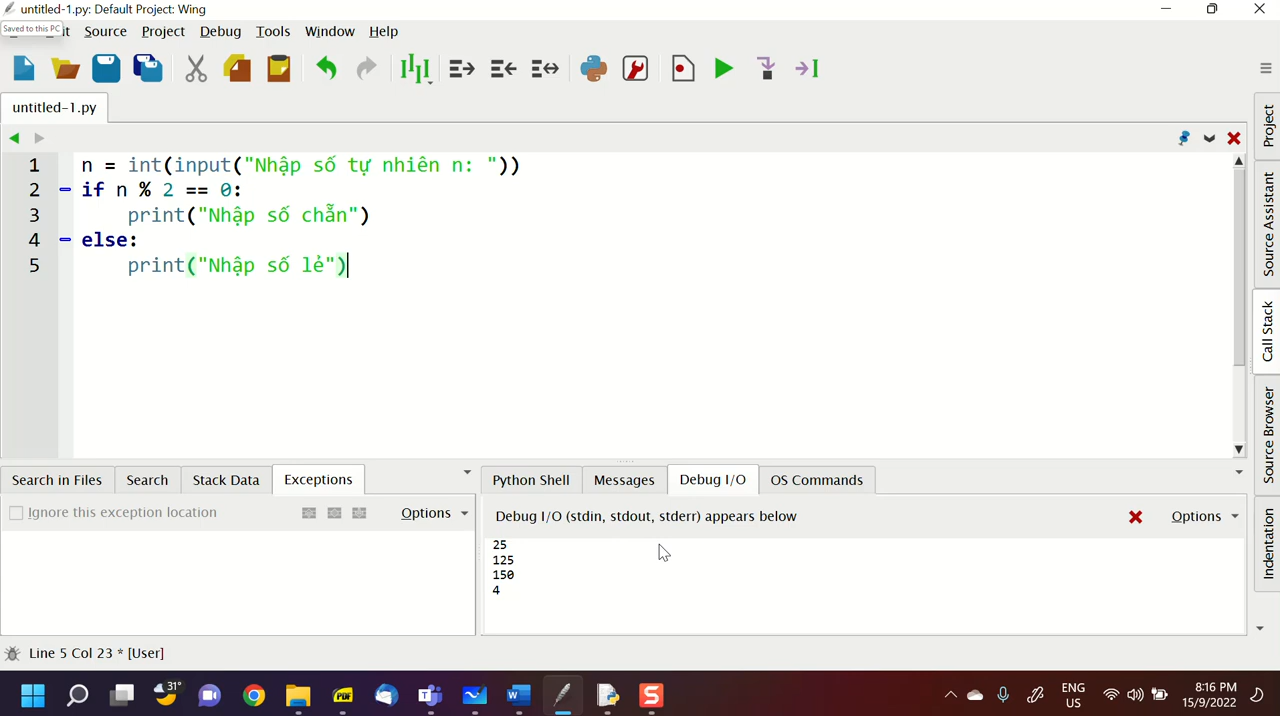 untitled-1.py: Default Project: Wing
Saved to this PC
Source Project Debug Tools Window Help
untitled-1.py
1 n = int(input("Nhập số tự nhiên n: "))
2 if n % 2 == 0:
3 print("Nhập số chẵn")
4 else:
5 print("Nhập số lẻ")
Project
Source Assistant
Call Stack
Source Browser
Indentation
Search in Files Search Stack Data Exceptions
Ignore this exception location Options
Python Shell Messages Debug I/O OS Commands
Debug I/O (stdin, stdout, stderr) appears below Options
25
125
150
4
Line 5 Col 23 * [User]
31°
PDF
ENG
US
8:16 PM
15/9/2022